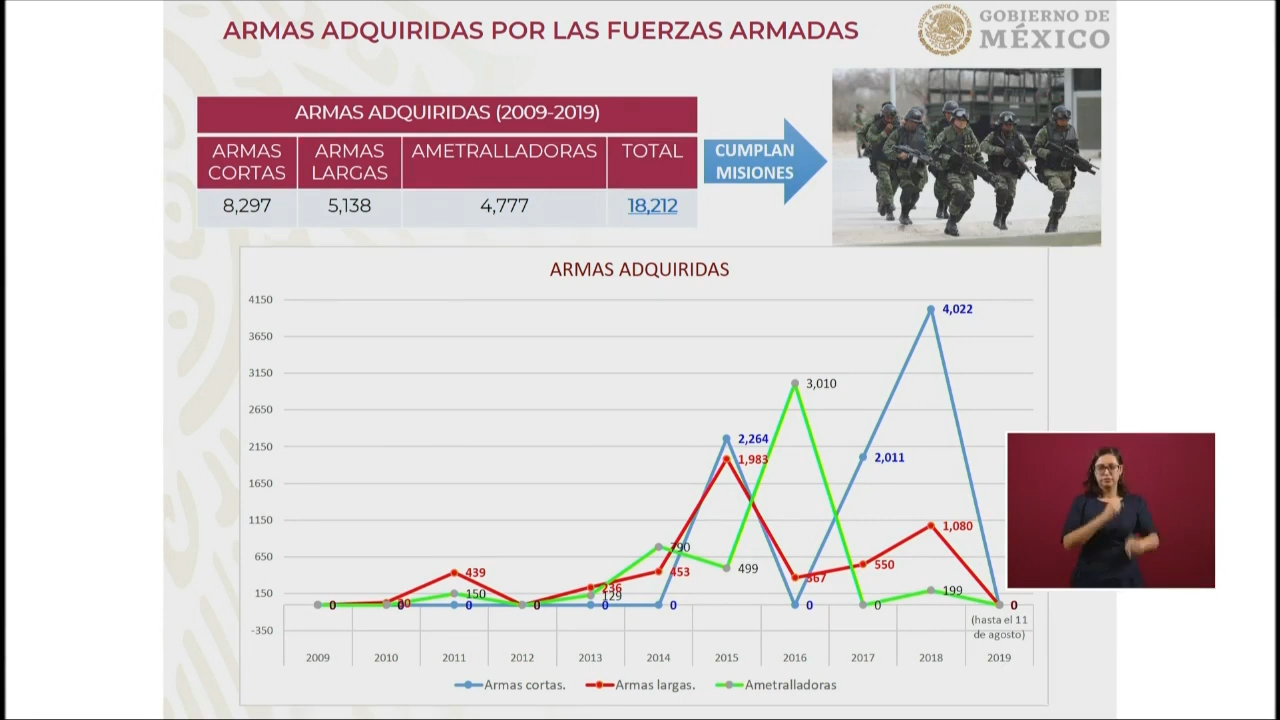 ARMAS ADQUIRIDAS POR LAS FUERZAS ARMADAS
GOBIERNO DE
MÉXICO
ARMAS ADQUIRIDAS (2009-2019)
ARMAS CORTAS
ARMAS LARGAS
AMETRALLADORAS
TOTAL
8,297
5,138
4,777
18,212
CUMPLAN
MISIONES
ARMAS ADQUIRIDAS
4150
3650
3150
2650
2150
1650
1150
650
150
-350
4,022
3,010
2,264
1,983
2,011
1,080
790
453
499
367
550
439
150
236
129
199
0
0
0
0
0
0
0
0
0
(hasta el 11
de agosto)
2009 2010 2011 2012 2013 2014 2015 2016 2017 2018 2019
Armas cortas. Armas largas. Ametralladoras